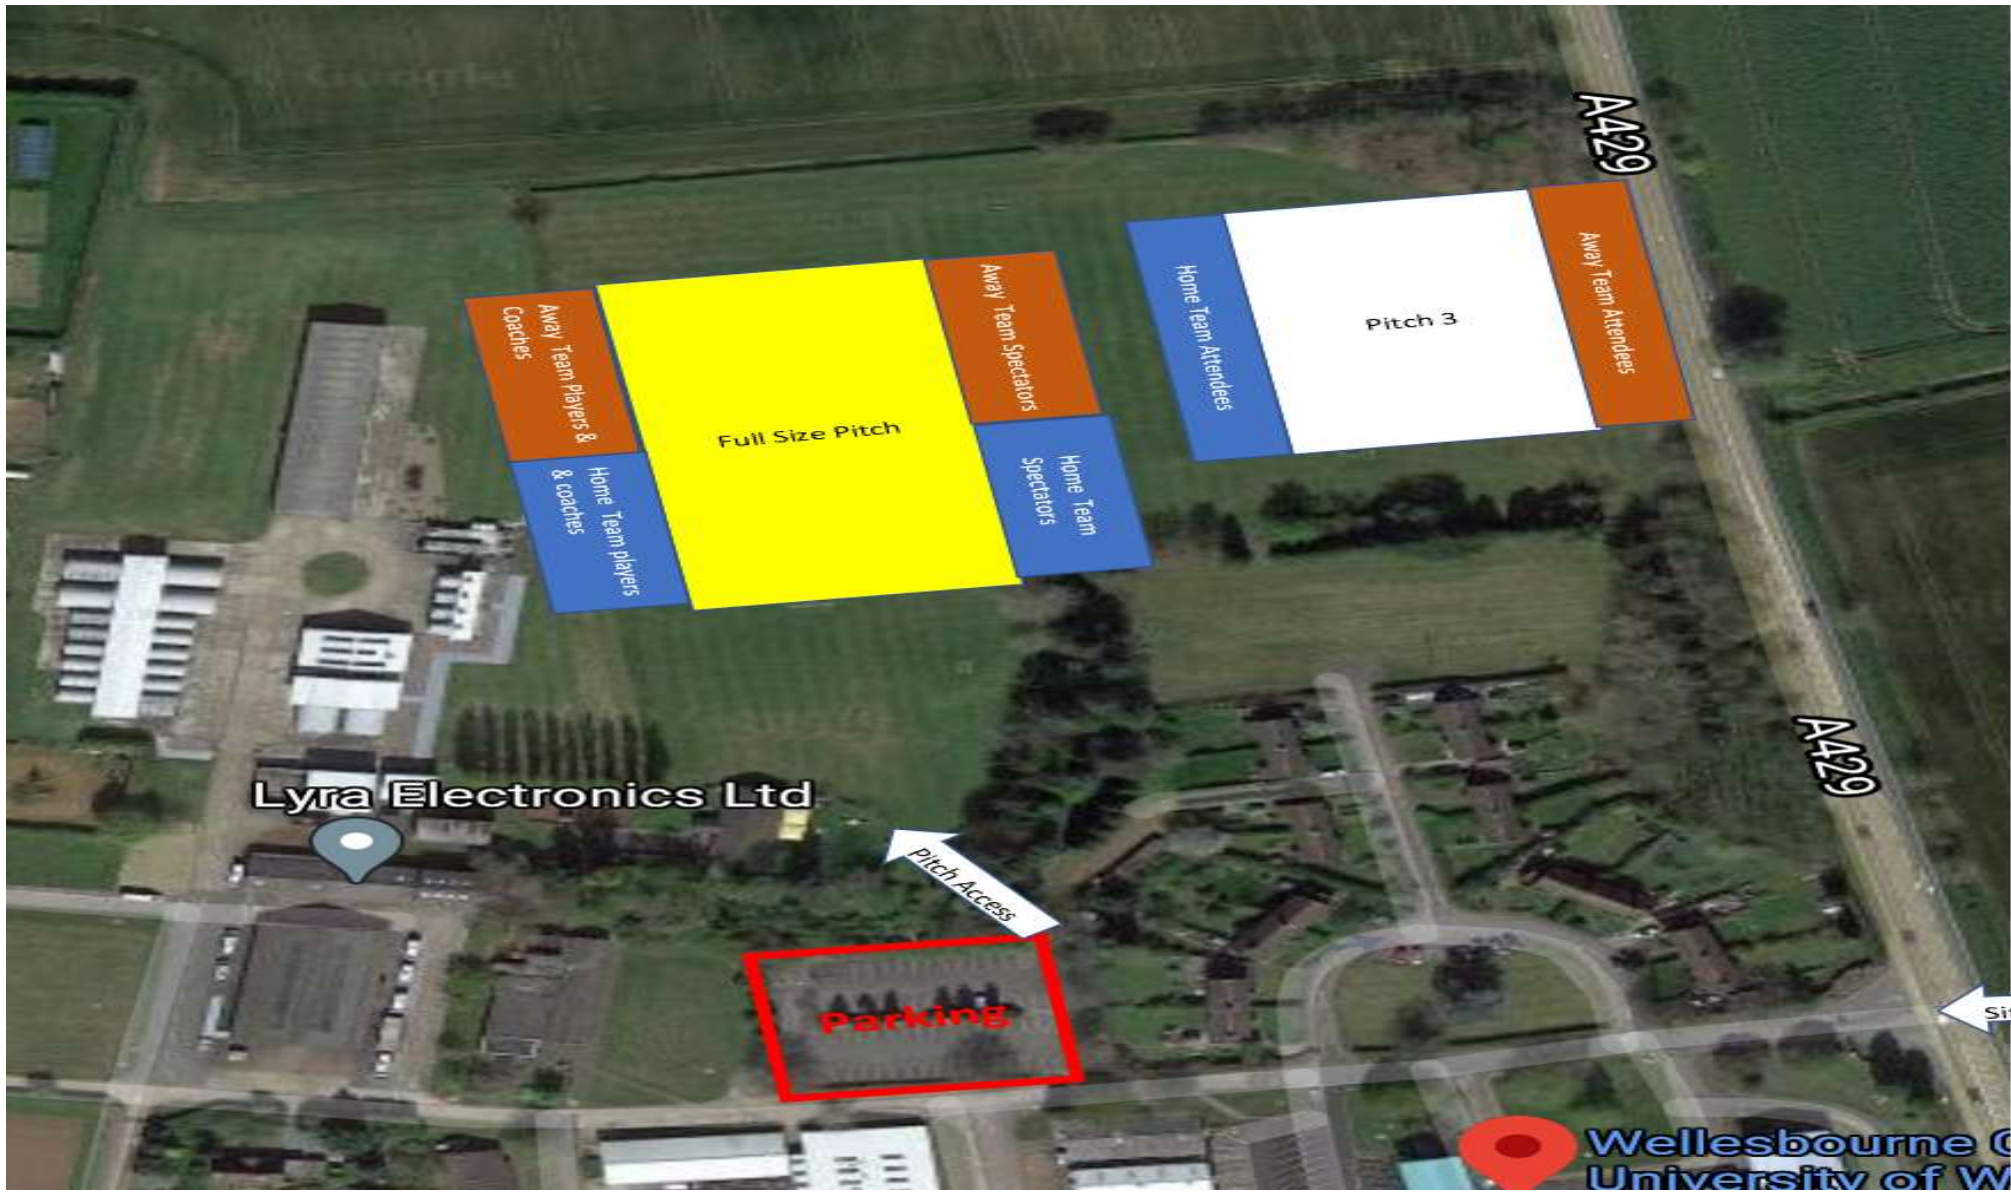 A429
Away Team Attendees
Home Team Attendees
Pitch 3
Away Team Spectators
Away Team Players &
Coaches
Full Size Pitch
Home Team
Spectators
Home Team players
& coaches
A429
Lyra Electronics Ltd
Pitch Access
Parking
Wellesbourne
University of